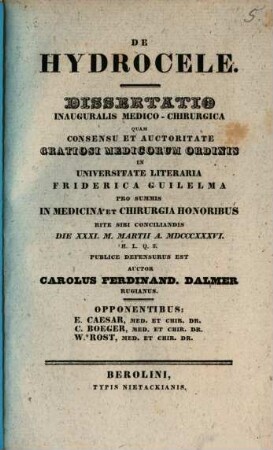 5.
DE
HYDROCELE.
DISSERTATIO
INAUGURALIS MEDICO-CHIRURGICA
QUAM
CONSENSU ET AUCTORITATE
GRATIOSI MEDICORUM ORDINIS
IN
UNIVERSITATE LITERARIA
FRIDERICA GUILELMA
PRO SUMMIS
IN MEDICINA ET CHIRURGIA HONORIBUS
RITE SIBI CONCILIANDIS
DIE XXXI. M. MARTII A. MDCCCXXXVI.
H. L. Q. S.
PUBLICE DEFENSURUS EST
AUCTOR
CAROLUS FERDINAND. DALMER
RUGIANUS.
OPPONENTIBUS:
E. CAESAR, MED. ET CHIR. DR.
C. BOEGER, MED. ET CHIR. DR.
W. ROST, MED. ET CHIR. DR.
BEROLINI,
TYPIS NIETACKIANIS.